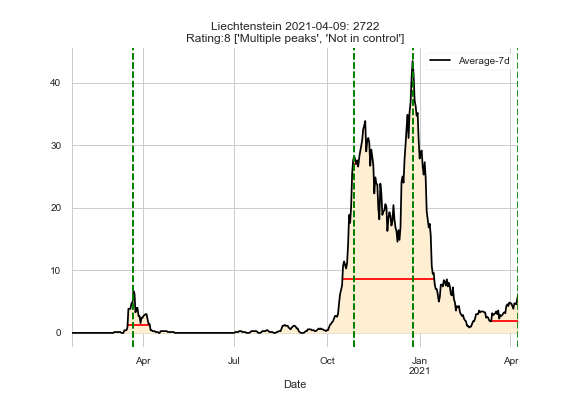 Liechtenstein 2021-04-09: 2722
Rating:8 ['Multiple peaks', 'Not in control']
Average-7d
40
30
20
10
0
Apr
Jul
Oct
Jan
2021
Apr
Date